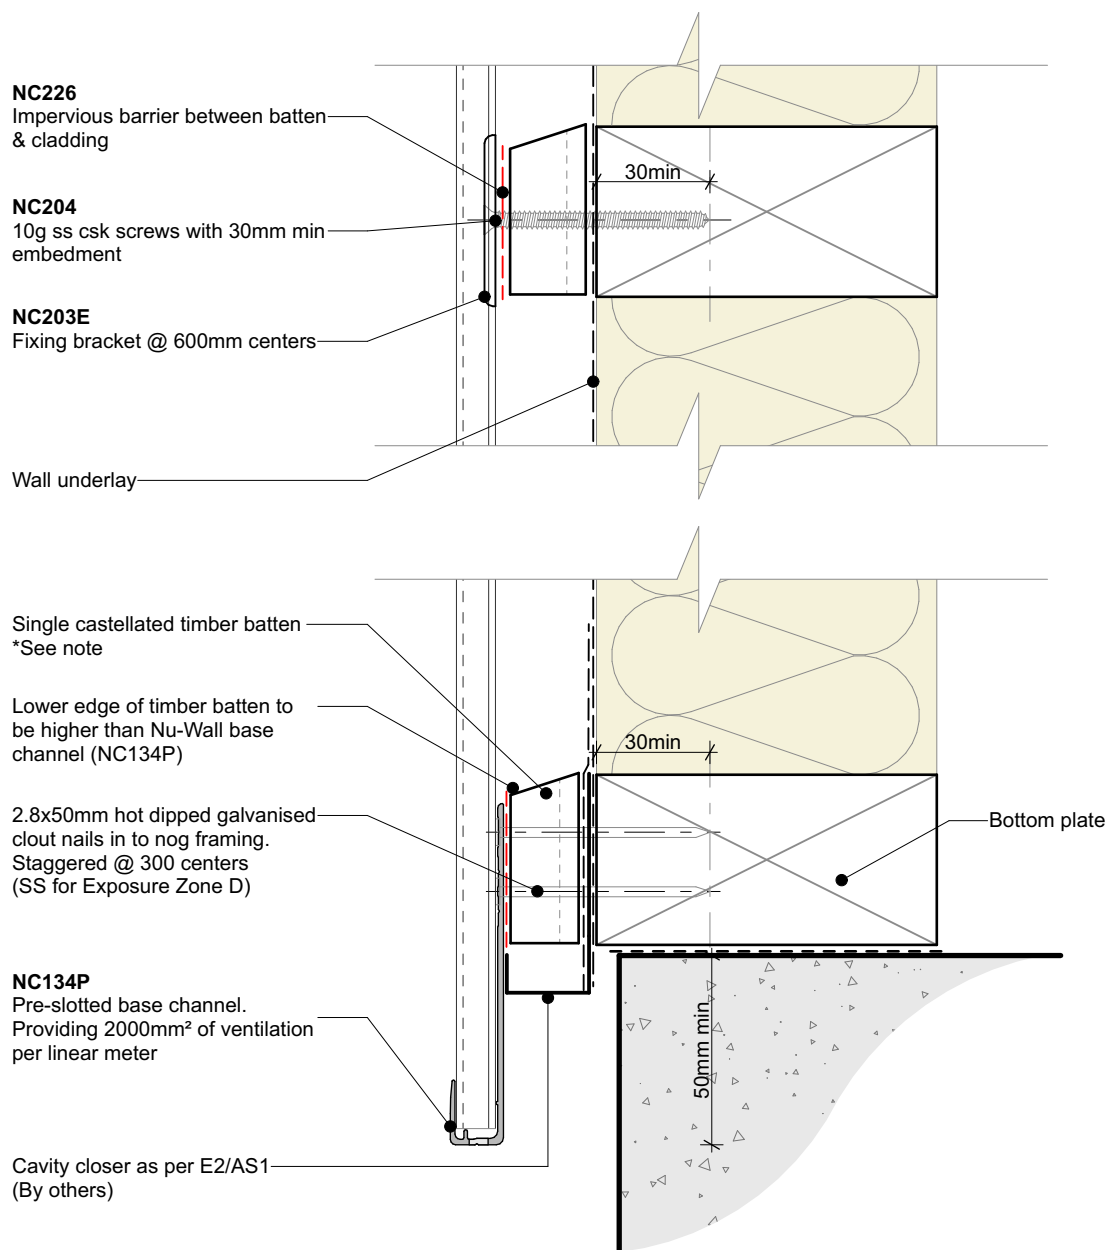 NC226
Impervious barrier between batten
& cladding
30min
NC204
10g ss csk screws with 30mm min
embedment
NC203E
Fixing bracket @ 600mm centers
Wall underlay
Single castellated timber batten
*See note
Lower edge of timber batten to
be higher than Nu-Wall base
channel (NC134P)
30min
2.8x50mm hot dipped galvanised
clout nails in to nog framing.
Staggered @ 300 centers
(SS for Exposure Zone D)
Bottom plate
NC134P
Pre-slotted base channel.
Providing 2000mm² of ventilation
per linear meter
50mm min
Cavity closer as per E2/AS1
(By others)